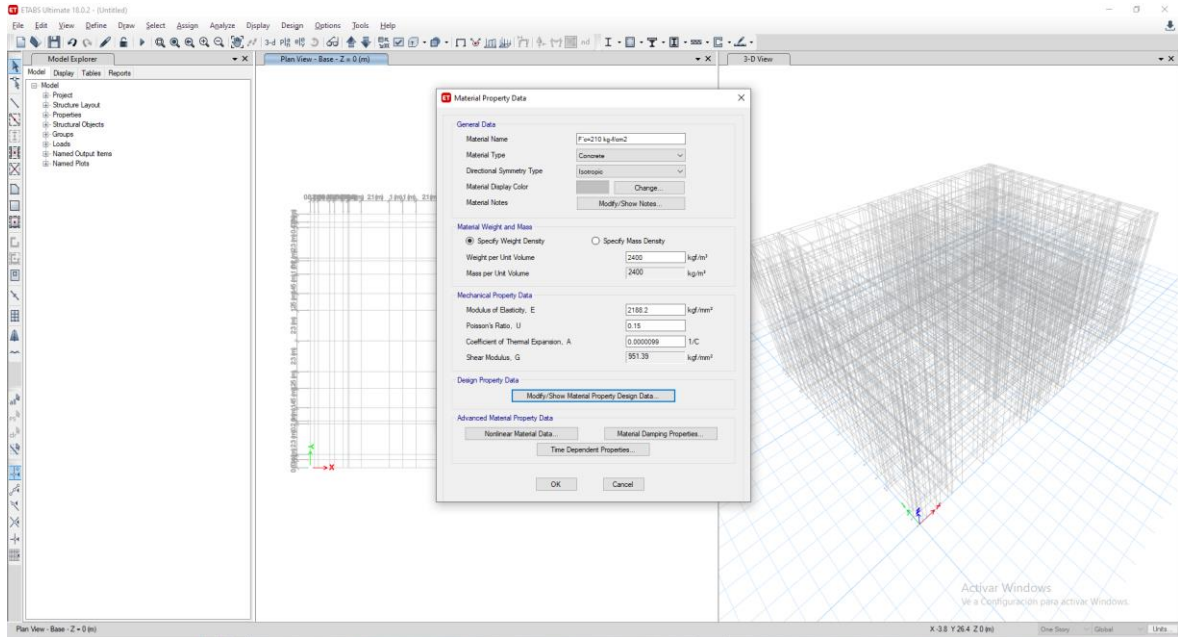 ETABS Ultimate 18.0.2 - (Untitled)
File Edit View Define Draw Select Assign Analyze Display Design Options Tools Help
Model Explorer
Plan View - Base - Z = 0 (m)
3-D View
Model Display Tables Reports
Model
Project
Structure Layout
Properties
Structural Objects
Groups
Loads
Named Output Items
Named Plots
Material Property Data
General Data
Material Name F'c=210 kg-f/cm2
Material Type Concrete
Directional Symmetry Type Isotropic
Material Display Color Change...
Material Notes Modify/Show Notes...
Material Weight and Mass
Specify Weight Density Specify Mass Density
Weight per Unit Volume 2400 kgf/m³
Mass per Unit Volume 2400 kg/m³
Mechanical Property Data
Modulus of Elasticity, E 2188.2 kgf/mm²
Poisson's Ratio, U 0.15
Coefficient of Thermal Expansion, A 0.0000099 1/C
Shear Modulus, G 951.39 kgf/mm²
Design Property Data
Modify/Show Material Property Design Data...
Advanced Material Property Data
Nonlinear Material Data... Material Damping Properties...
Time Dependent Properties...
OK Cancel
X
Activar Windows
Ve a Configuración para activar Windows.
Plan View - Base - Z = 0 (m)
X -3.8 Y 26.4 Z 0 (m)
One Story
Global
Units...